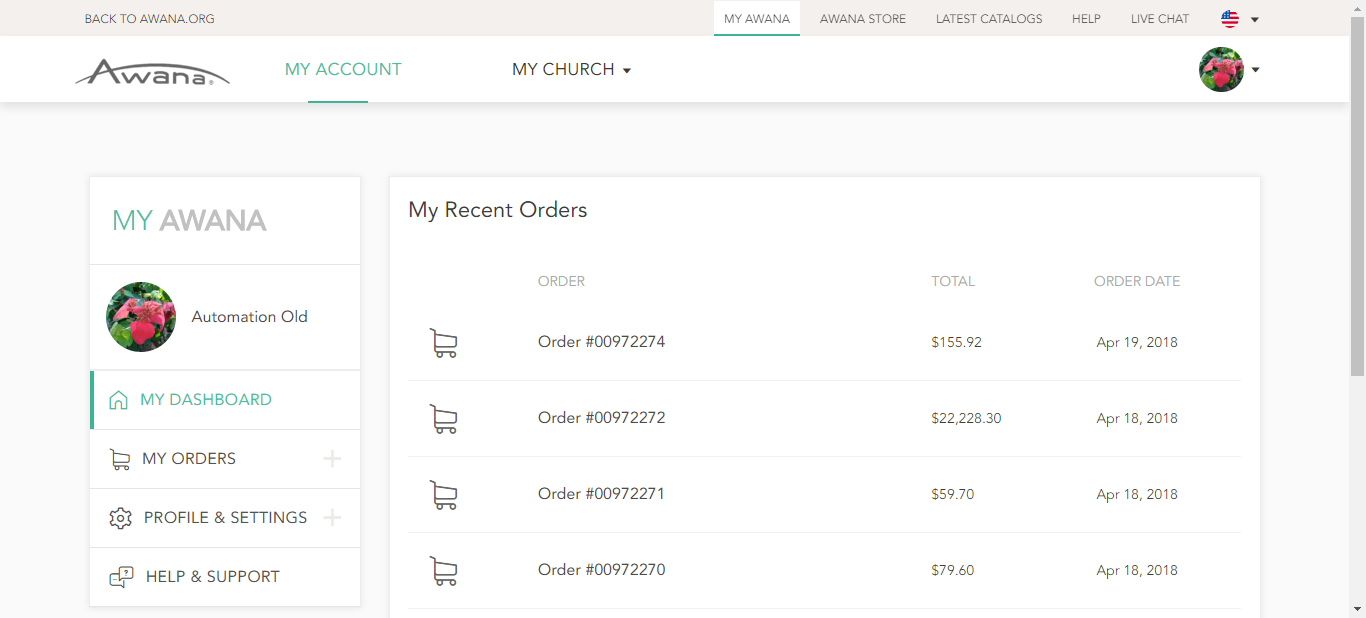 BACK TO AWANA.ORG MY AWANA AWANA STORE LATEST CATALOGS HELP LIVE CHAT
Awana® MY ACCOUNT MY CHURCH
MY AWANA
Automation Old
MY DASHBOARD
MY ORDERS
PROFILE & SETTINGS
HELP & SUPPORT
My Recent Orders
ORDER TOTAL ORDER DATE
Order #00972274 $155.92 Apr 19, 2018
Order #00972272 $22,228.30 Apr 18, 2018
Order #00972271 $59.70 Apr 18, 2018
Order #00972270 $79.60 Apr 18, 2018